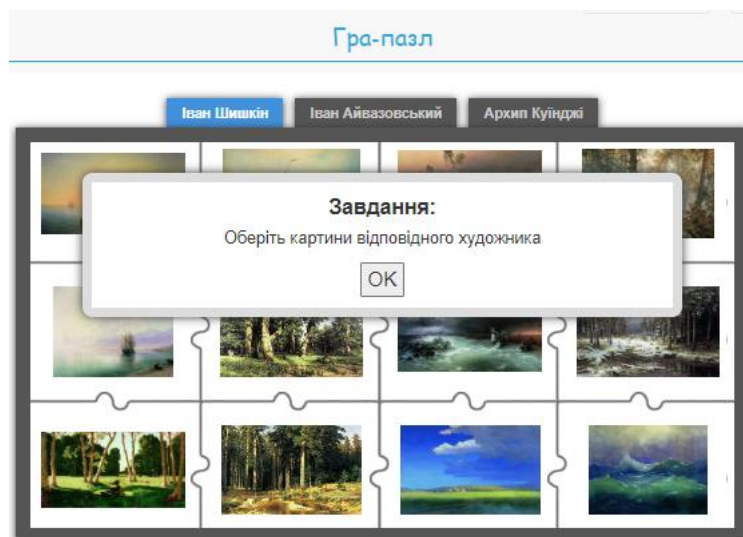 Гра-пазл
Іван Шишкін Іван Айвазовський Архип Куїнджі
Завдання:
Оберіть картини відповідного художника
OK